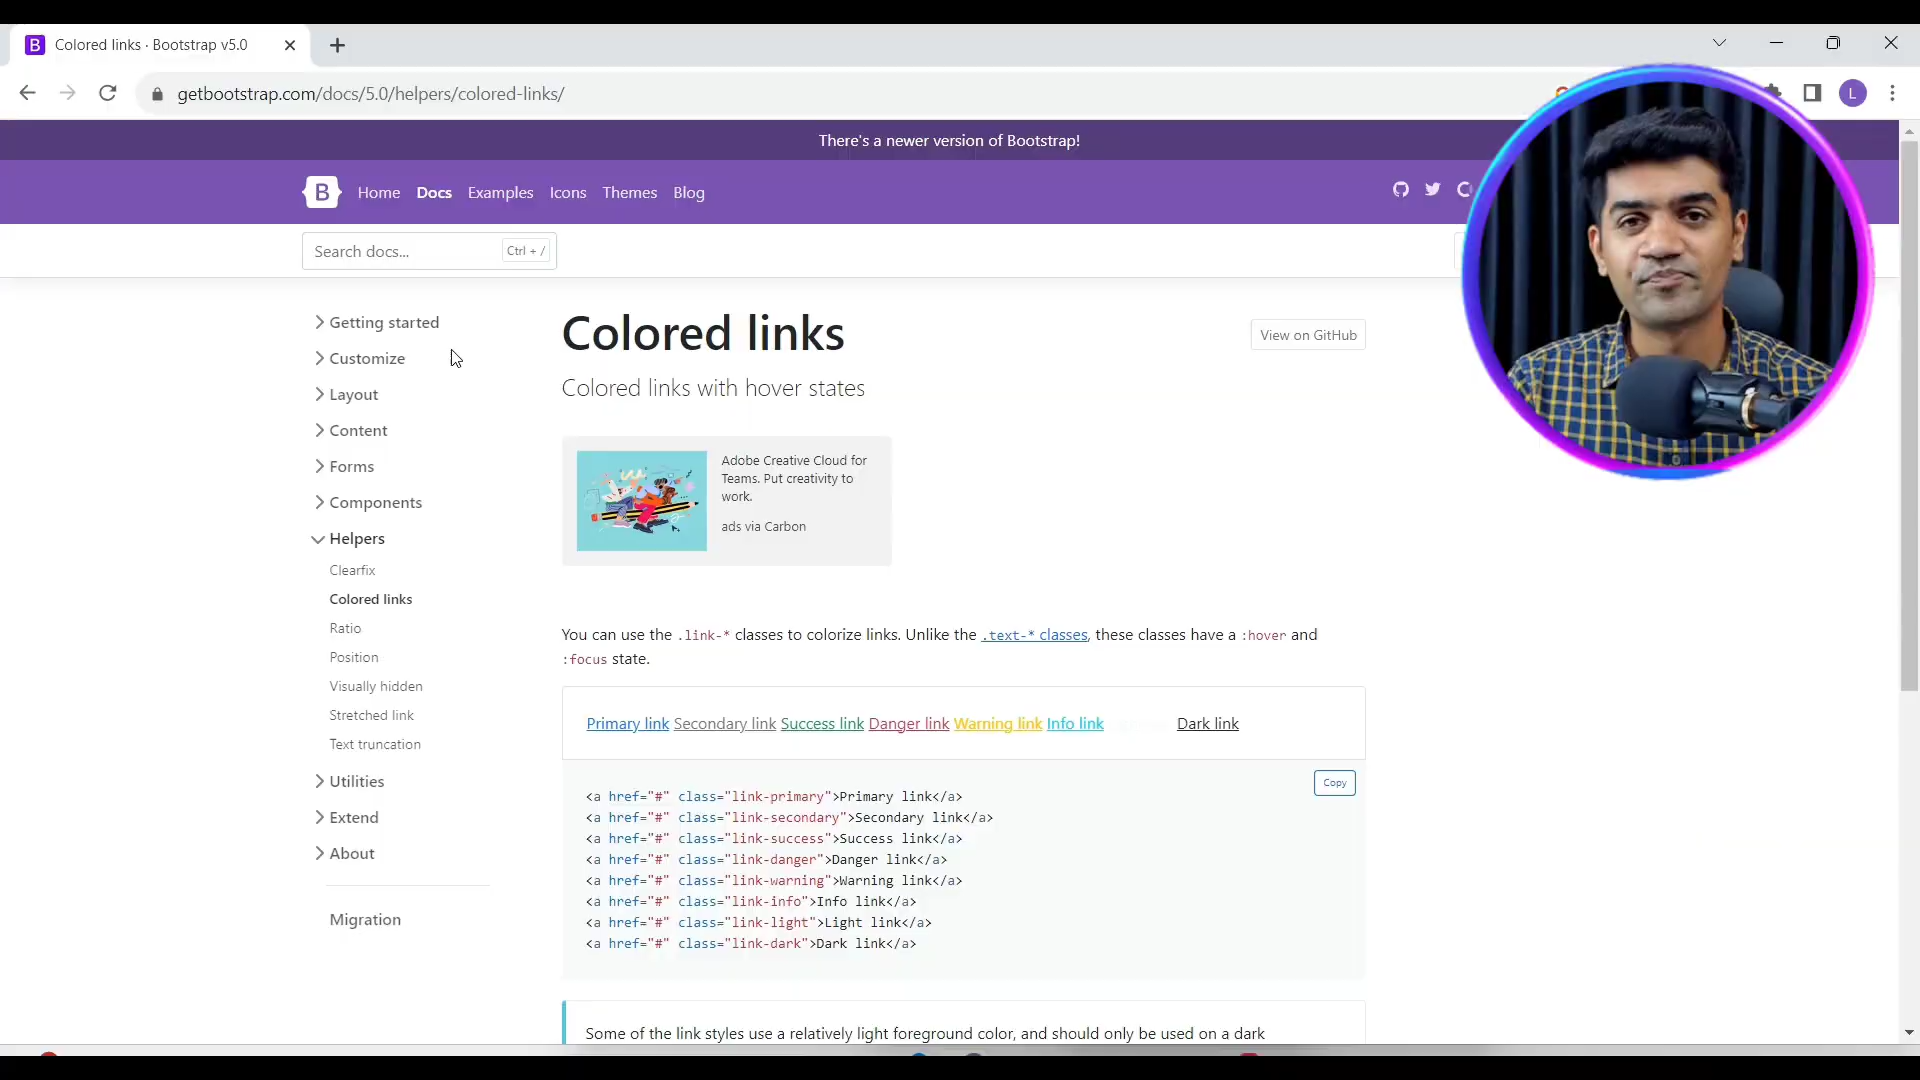 Colored links · Bootstrap v5.0
getbootstrap.com/docs/5.0/helpers/colored-links/
L
There's a newer version of Bootstrap!
B Home Docs Examples Icons Themes Blog
Search docs... Ctrl + /
Getting started
Customize
Layout
Content
Forms
Components
Helpers
Clearfix
Colored links
Ratio
Position
Visually hidden
Stretched link
Text truncation
Utilities
Extend
About
Migration
Colored links
View on GitHub
Colored links with hover states
Adobe Creative Cloud for
Teams. Put creativity to
work.
ads via Carbon
You can use the .link-* classes to colorize links. Unlike the .text-* classes, these classes have a :hover and
:focus state.
Primary link Secondary link Success link Danger link Warning link Info link Dark link
Copy
<a href="#" class="link-primary">Primary link</a>
<a href="#" class="link-secondary">Secondary link</a>
<a href="#" class="link-success">Success link</a>
<a href="#" class="link-danger">Danger link</a>
<a href="#" class="link-warning">Warning link</a>
<a href="#" class="link-info">Info link</a>
<a href="#" class="link-light">Light link</a>
<a href="#" class="link-dark">Dark link</a>
Some of the link styles use a relatively light foreground color, and should only be used on a dark